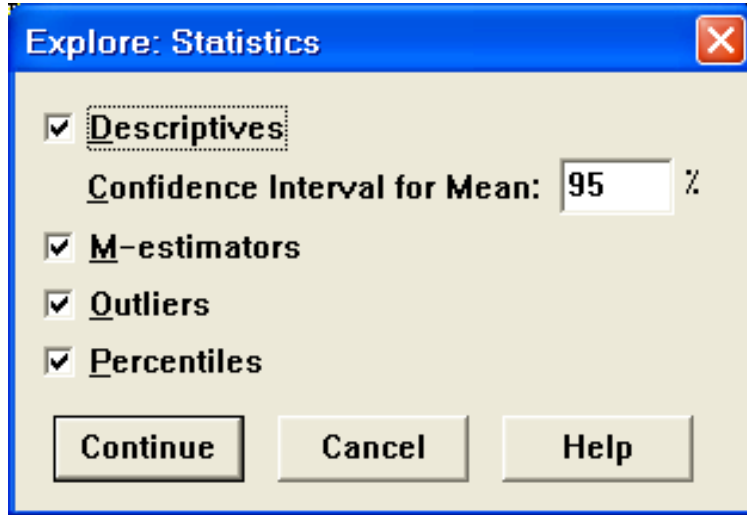 Explore: Statistics
Descriptives
Confidence Interval for Mean: 95 %
M-estimators
Outliers
Percentiles
Continue Cancel Help